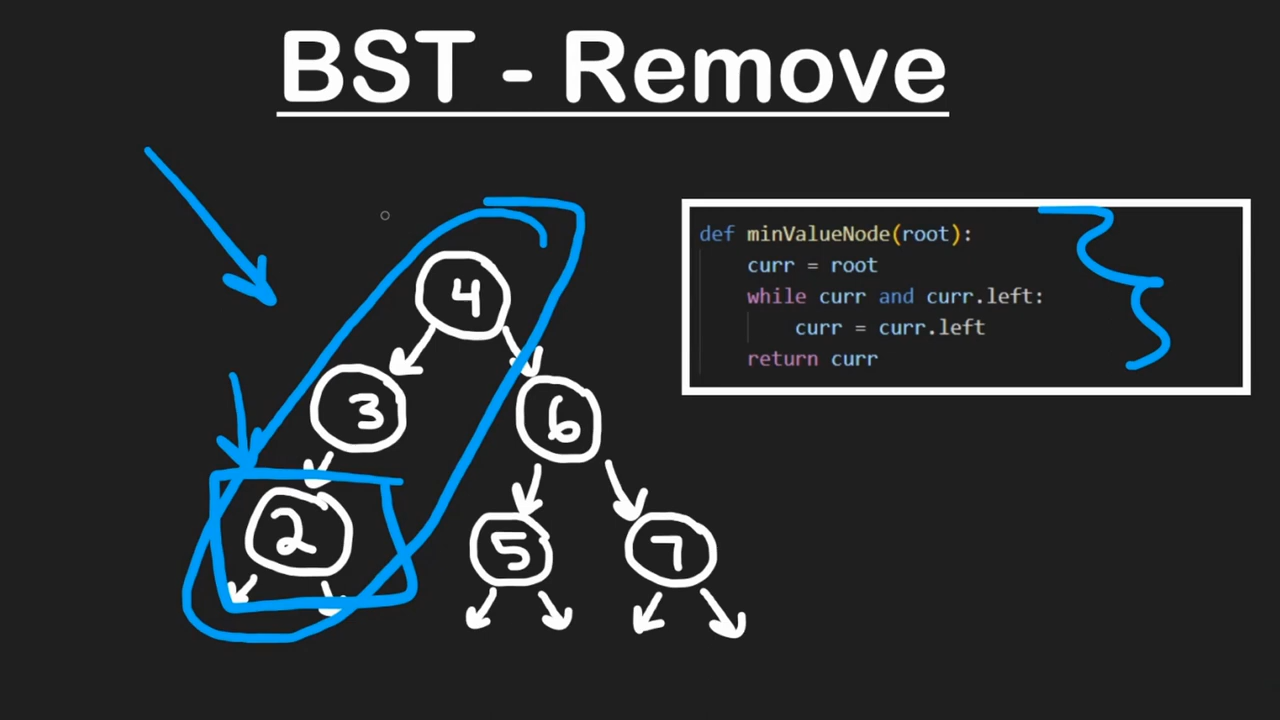 BST - Remove
def minValueNode(root):
curr = root
while curr and curr.left:
curr = curr.left
return curr
4
3
6
2
5
7